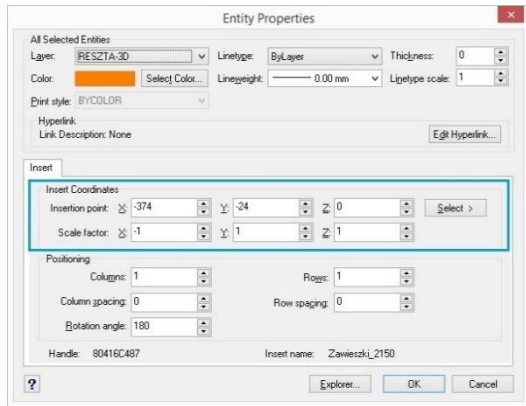 Entity Properties
All Selected Entities
Layer: RESZTA-3D Linetype: ByLayer Thickness: 0
Color: Select Color... Lineweight: 0.00 mm Linetype scale: 1
Print style: BYCOLOR
Hyperlink
Link Description: None Edit Hyperlink...
Insert
Insert Coordinates
Insertion point: X: -374 Y: -24 Z: 0 Select >
Scale factor: X: -1 Y: 1 Z: 1
Positioning
Columns: 1 Rows: 1
Column spacing: 0 Row spacing: 0
Rotation angle: 180
Handle: 80416C487 Insert name: Zawieszki_2150
? Explorer... OK Cancel